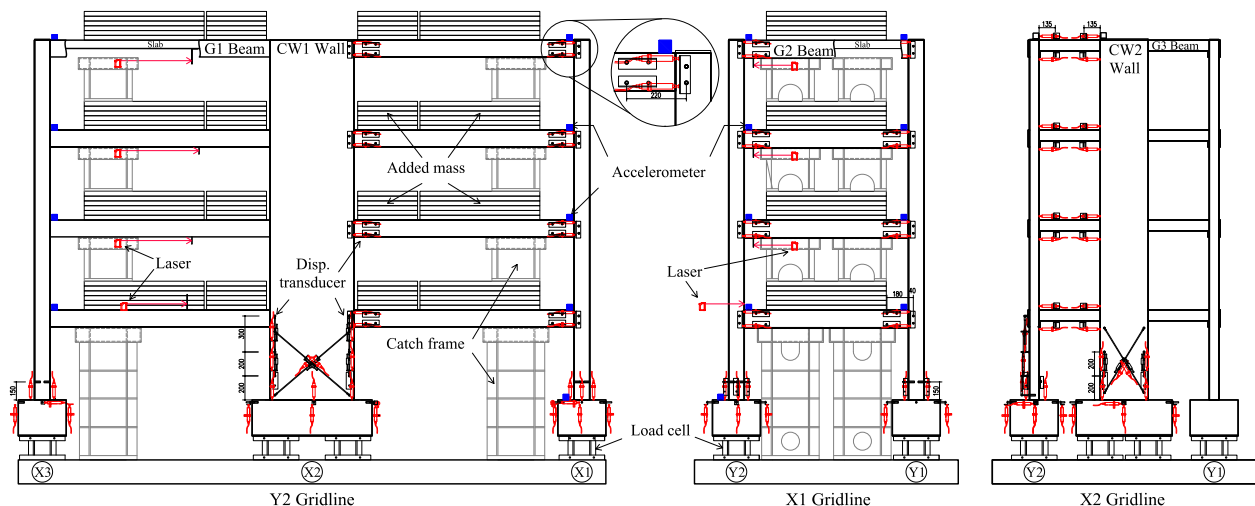 Slab
G1 Beam
CW1 Wall
220
G2 Beam
Slab
135
135
CW2
Wall
G3 Beam
Added mass
Accelerometer
Laser
Disp.
transducer
Laser
180
40
Catch frame
300
200
200
150
150
200
200
Load cell
X3
X2
X1
Y2
Y1
Y2
Y1
Y2 Gridline
X1 Gridline
X2 Gridline